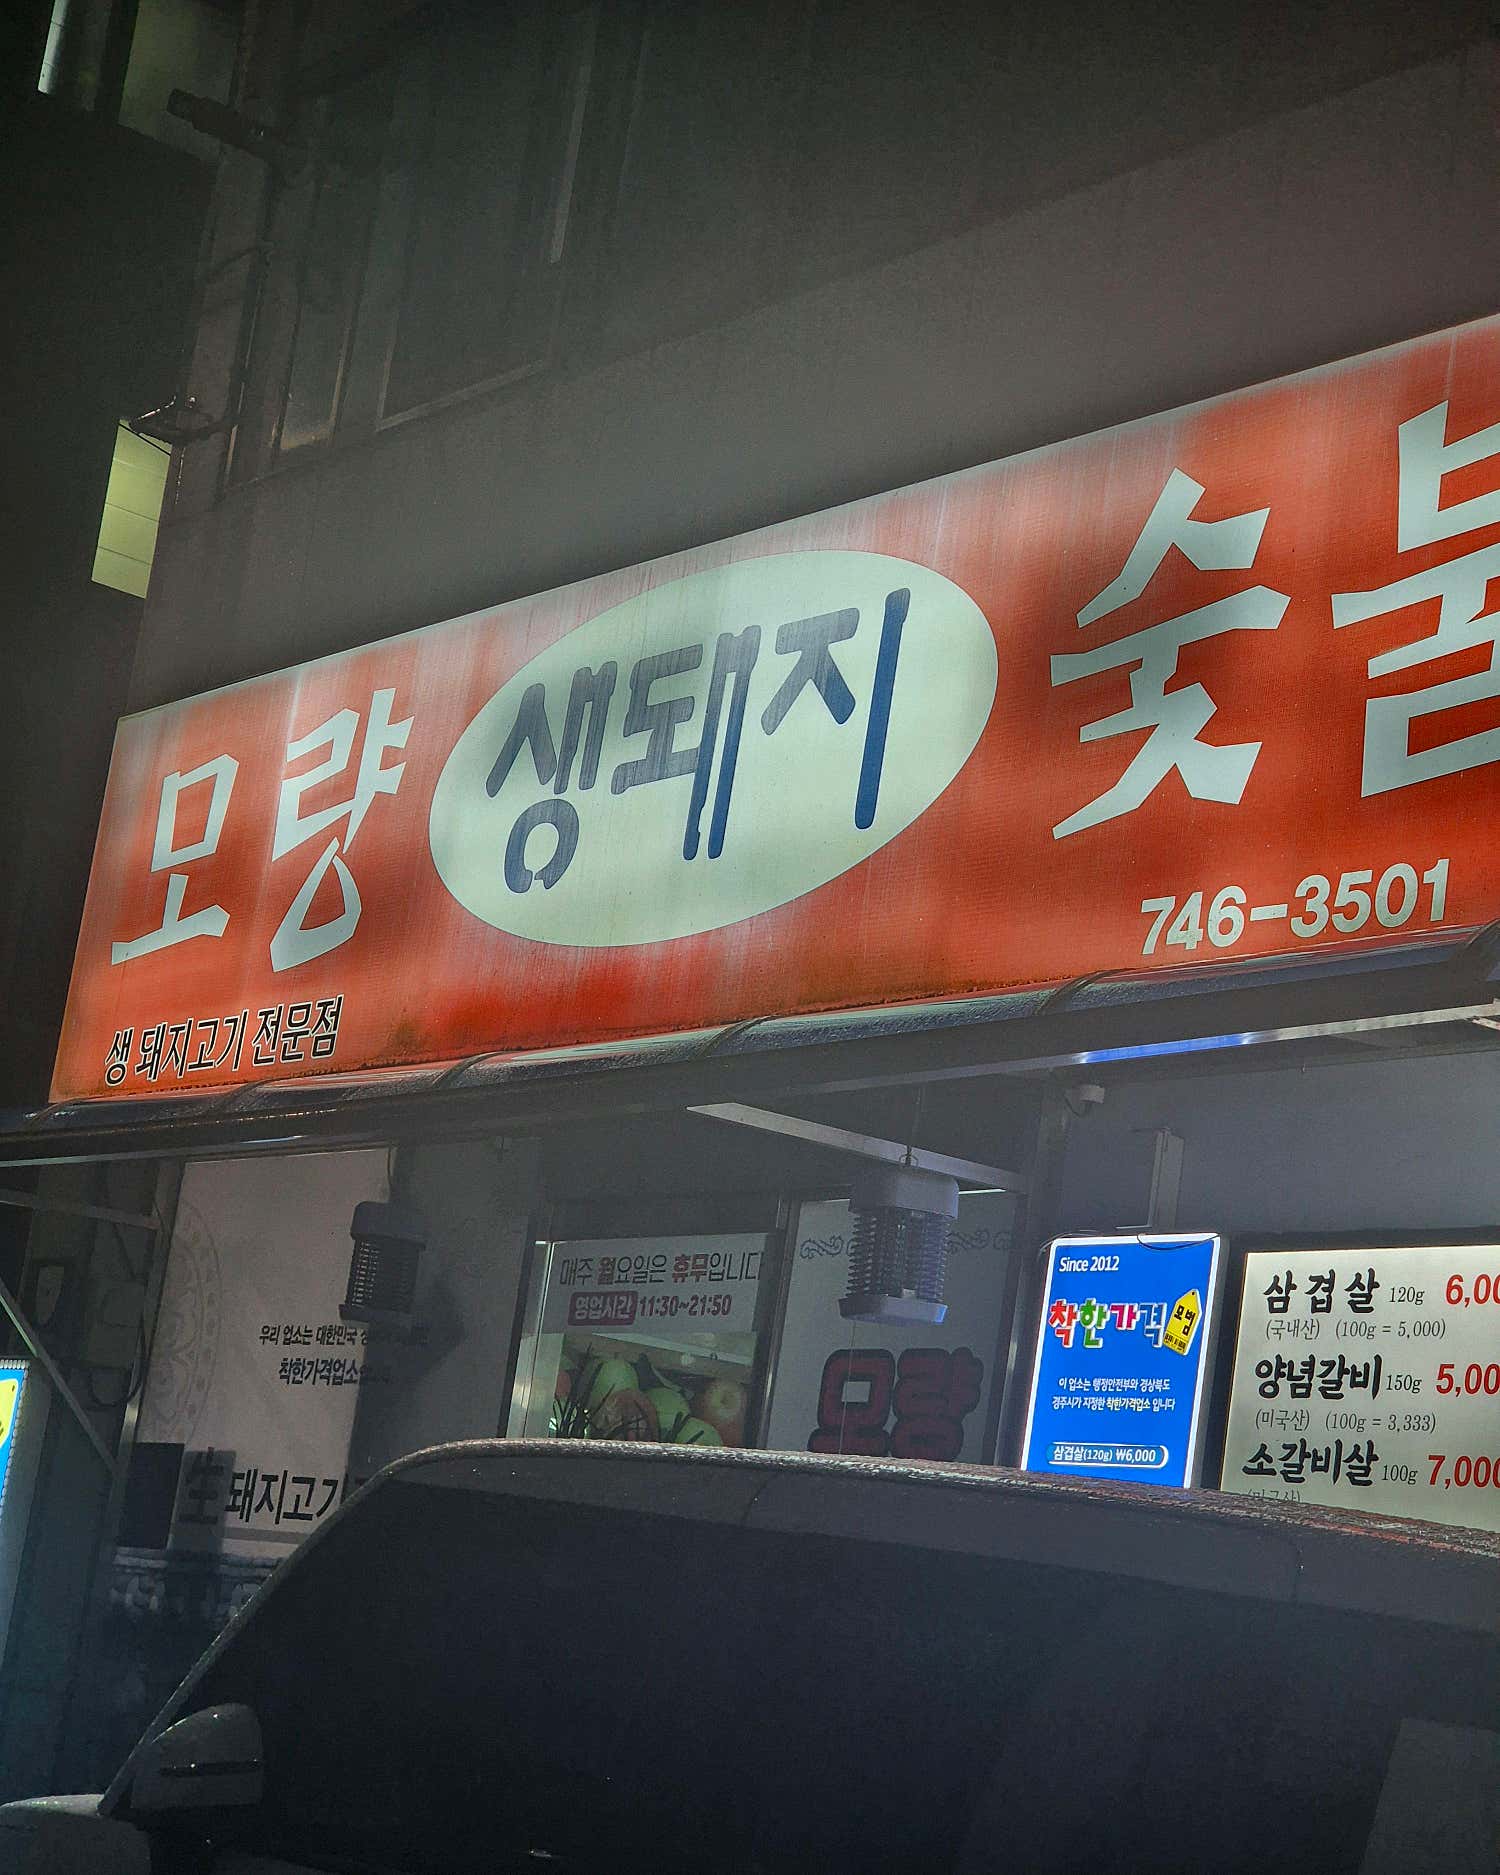 모량 생돼지 숯불
746-3501
생 돼지고기 전문점
매주 월요일은 휴무입니다
영업시간 11:30~21:50
우리 업소는 대한민국
착한가격업소
生 돼지고기
모량
Since 2012
착한가격 모범
이 업소는 행정안전부와 경상북도
경주시가 지정한 착한가격업소 입니다
삼겹살(120g) ₩6,000
삼겹살 120g 6,00
(국내산) (100g = 5,000)
양념갈비 150g 5,00
(미국산) (100g = 3,333)
소갈비살 100g 7,000
(미국산)